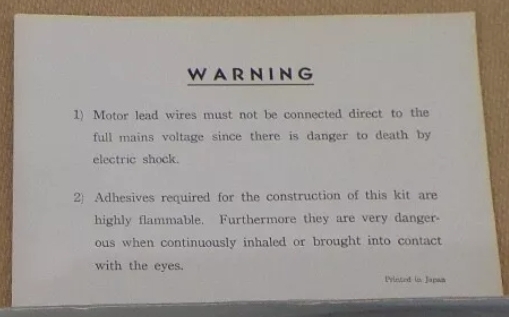 WARNING
1) Motor lead wires must not be connected direct to the
full mains voltage since there is danger to death by
electric shock.
2) Adhesives required for the construction of this kit are
highly flammable. Furthermore they are very danger-
ous when continuously inhaled or brought into contact
with the eyes.
Printed in Japan